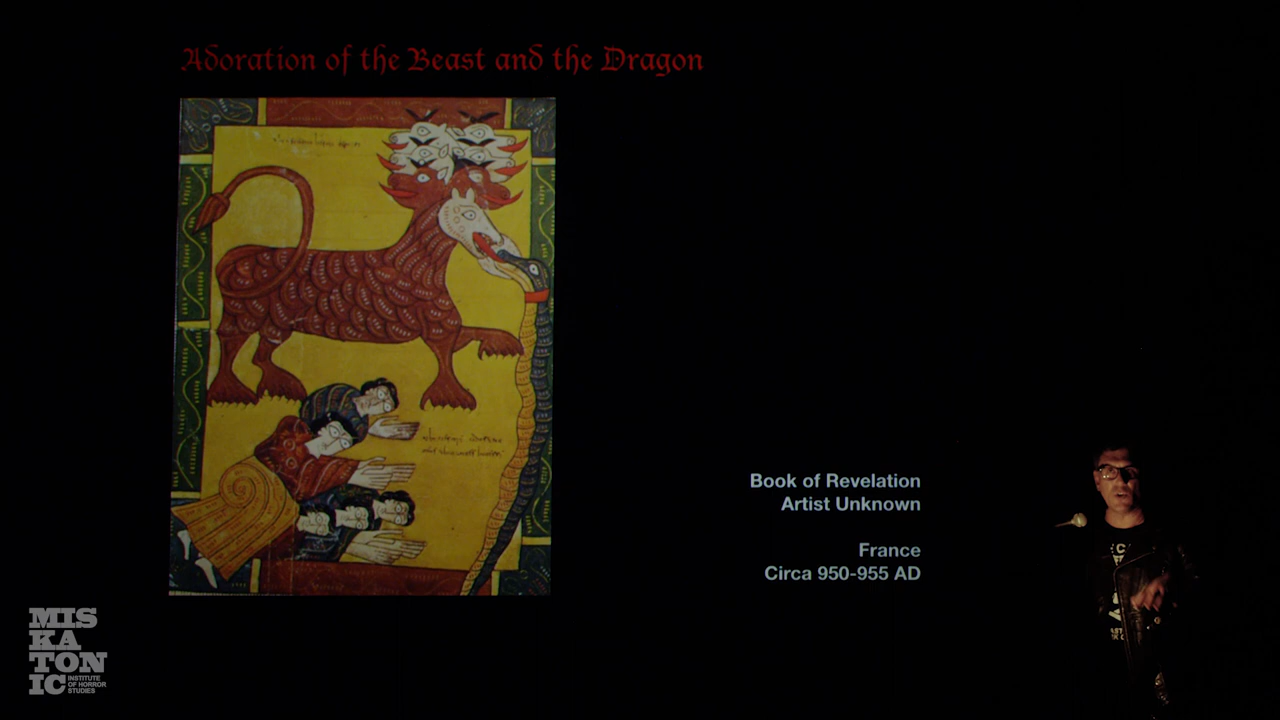 Adoration of the Beast and the Dragon
Book of Revelation
Artist Unknown
France
Circa 950-955 AD
MIS
KA
TON
IC
INSTITUTE
OF HORROR
STUDIES